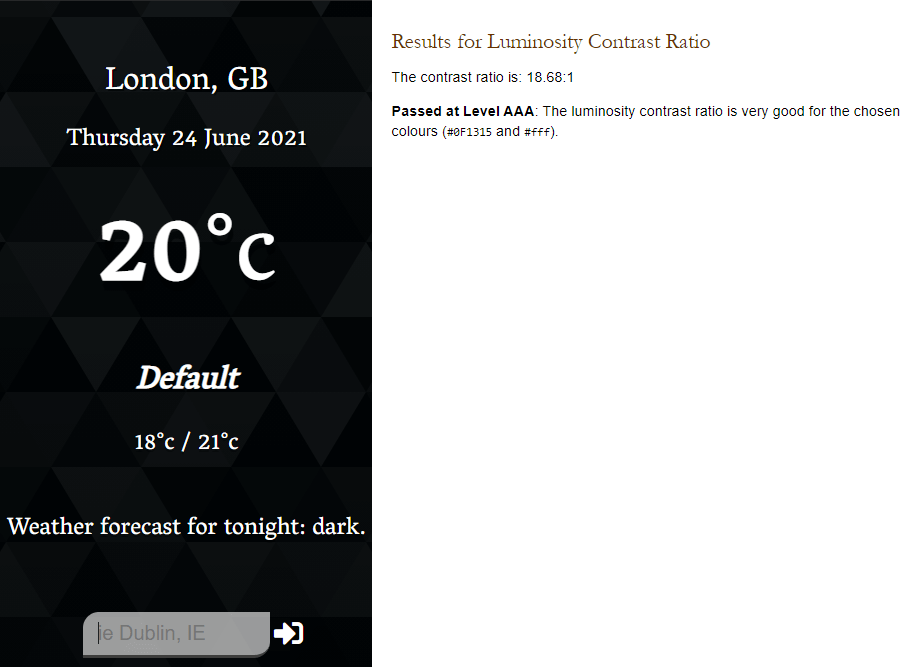 London, GB
Thursday 24 June 2021
20°c
Default
18°c / 21°c
Weather forecast for tonight: dark.
ie Dublin, IE
Results for Luminosity Contrast Ratio
The contrast ratio is: 18.68:1
Passed at Level AAA: The luminosity contrast ratio is very good for the chosen
colours (#0F1315 and #fff).